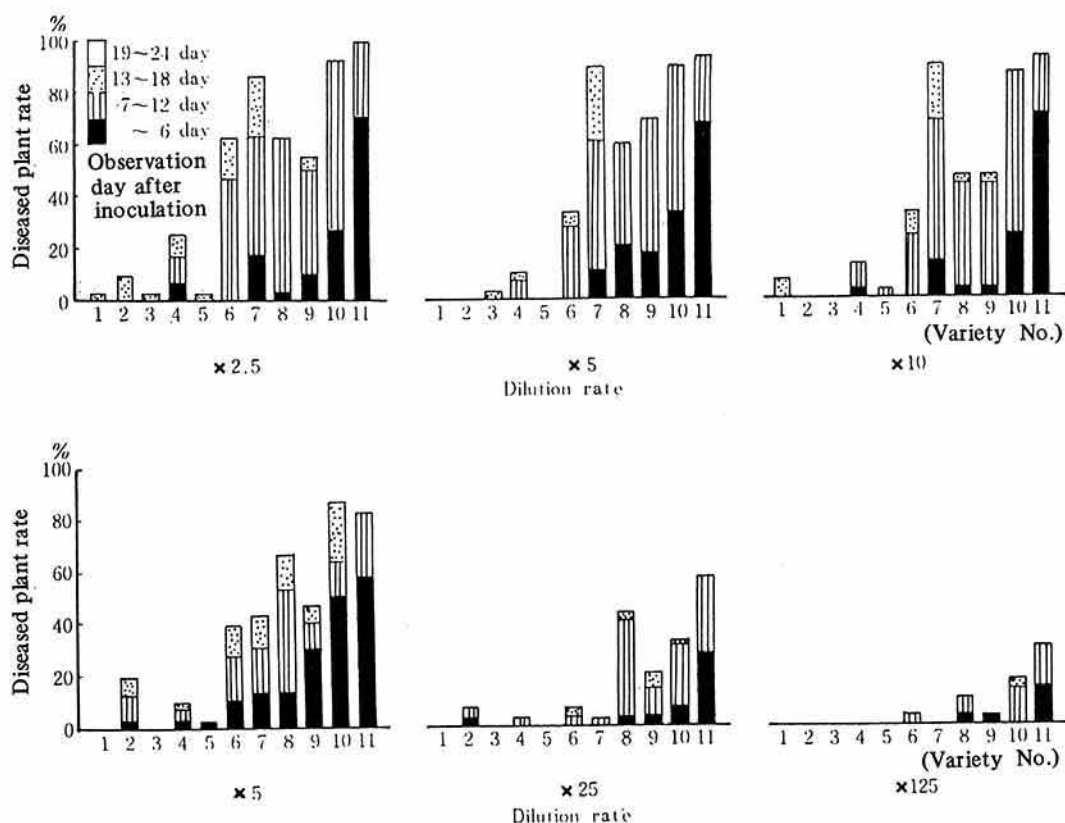 %
100
80
60
40
20
0
Diseased plant rate
19~24 day
13~18 day
7~12 day
~ 6 day
Observation
day after
inoculation
1 2 3 4 5 6 7 8 9 10 11
1 2 3 4 5 6 7 8 9 10 11
1 2 3 4 5 6 7 8 9 10 11
(Variety No.)
×2.5
×5
×10
Dilution rate
%
100
80
60
40
20
0
Diseased plant rate
1 2 3 4 5 6 7 8 9 10 11
1 2 3 4 5 6 7 8 9 10 11
1 2 3 4 5 6 7 8 9 10 11
(Variety No.)
×5
×25
×125
Dilution rate